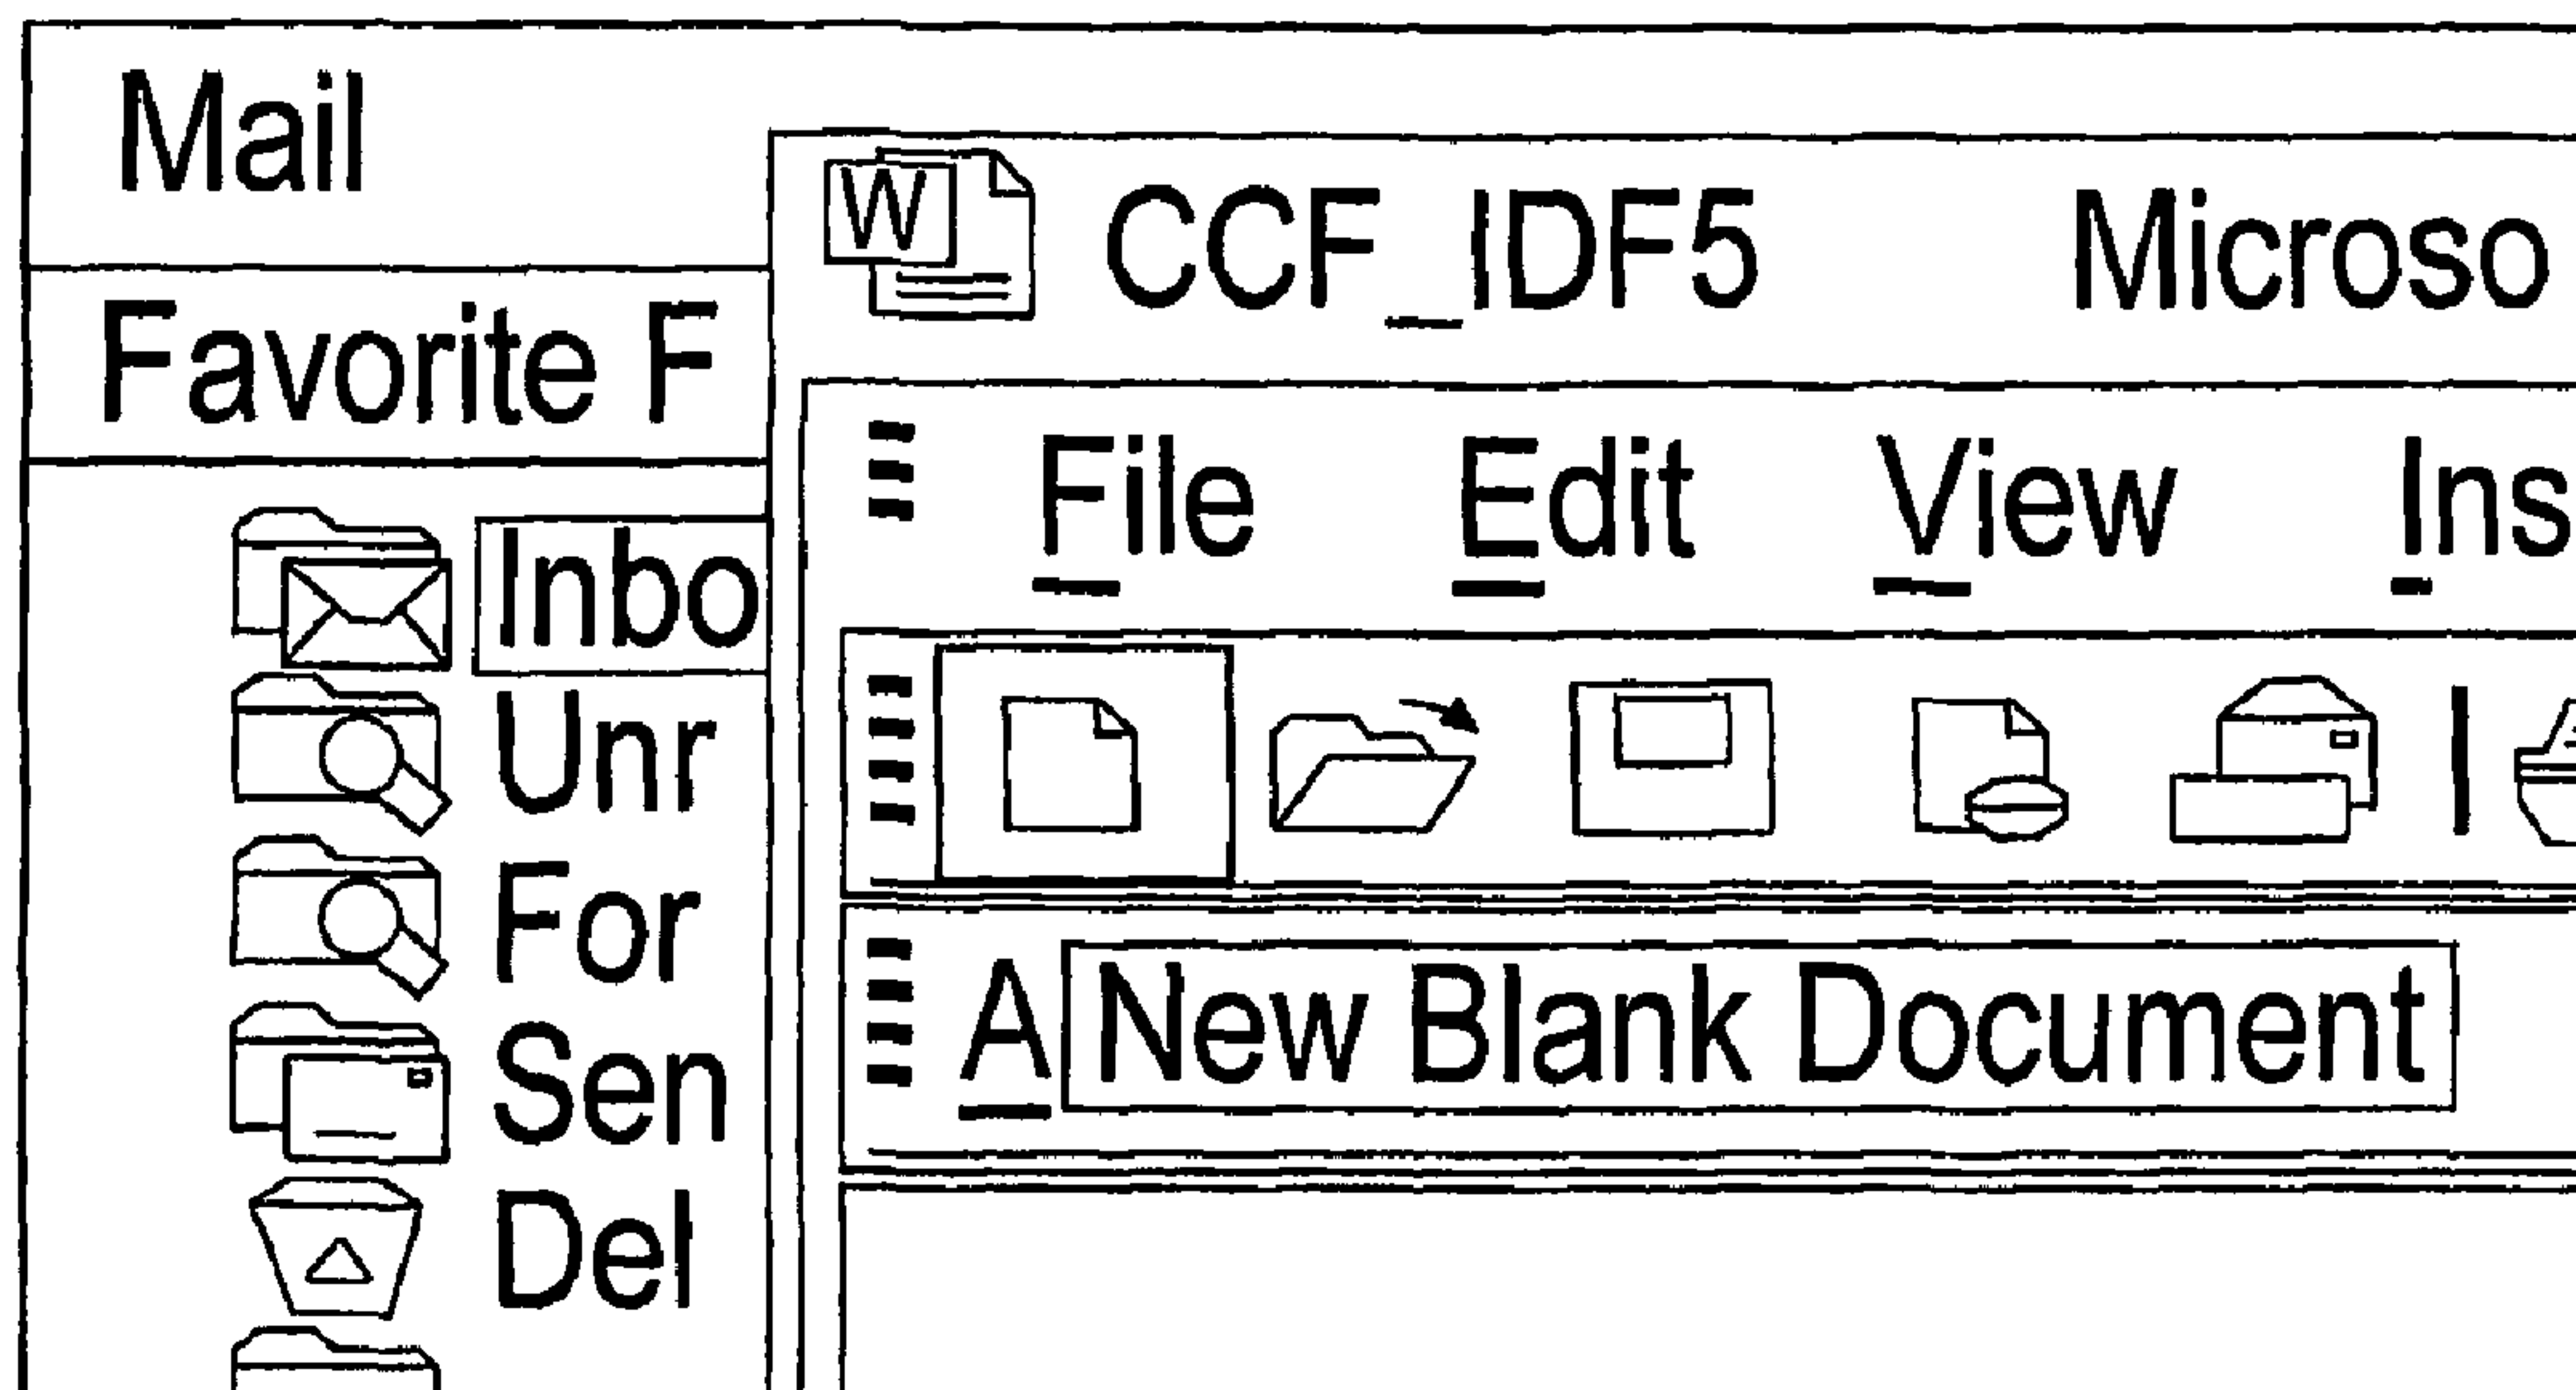 Mail
Favorite F
Inbo
Unr
For
Sen
Del
W CCF_IDF5 Microso
File Edit View Ins
A New Blank Document